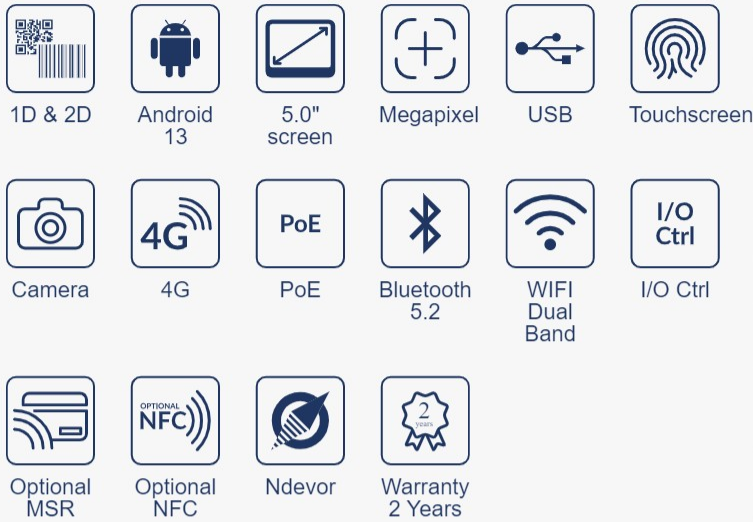 1D & 2D
Android
13
5.0"
screen
Megapixel
USB
Touchscreen
4G
PoE
I/O
Ctrl
Camera
4G
PoE
Bluetooth
5.2
WIFI
Dual
Band
I/O Ctrl
OPTIONAL
NFC
2
years
Optional
MSR
Optional
NFC
Ndevor
Warranty
2 Years